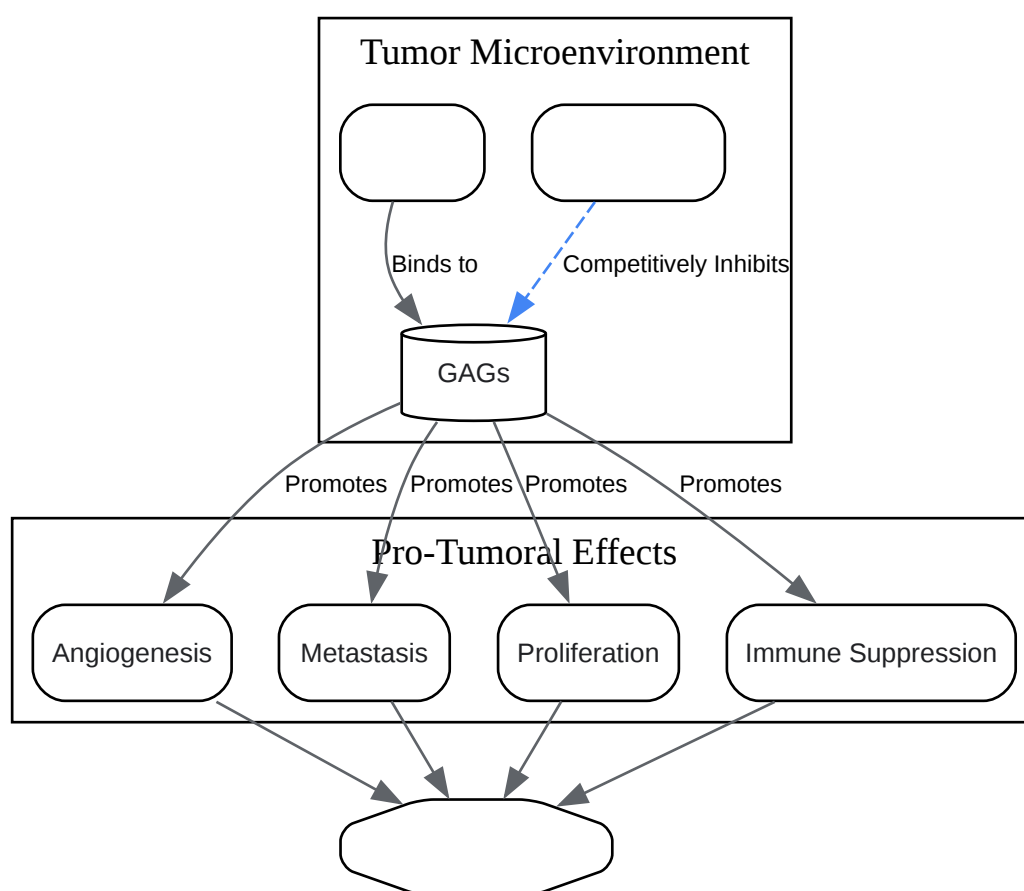 Tumor Microenvironment
Binds to
Competitively Inhibits
GAGs
Promotes
Promotes
Promotes
Promotes
Pro-Tumoral Effects
Angiogenesis
Metastasis
Proliferation
Immune Suppression